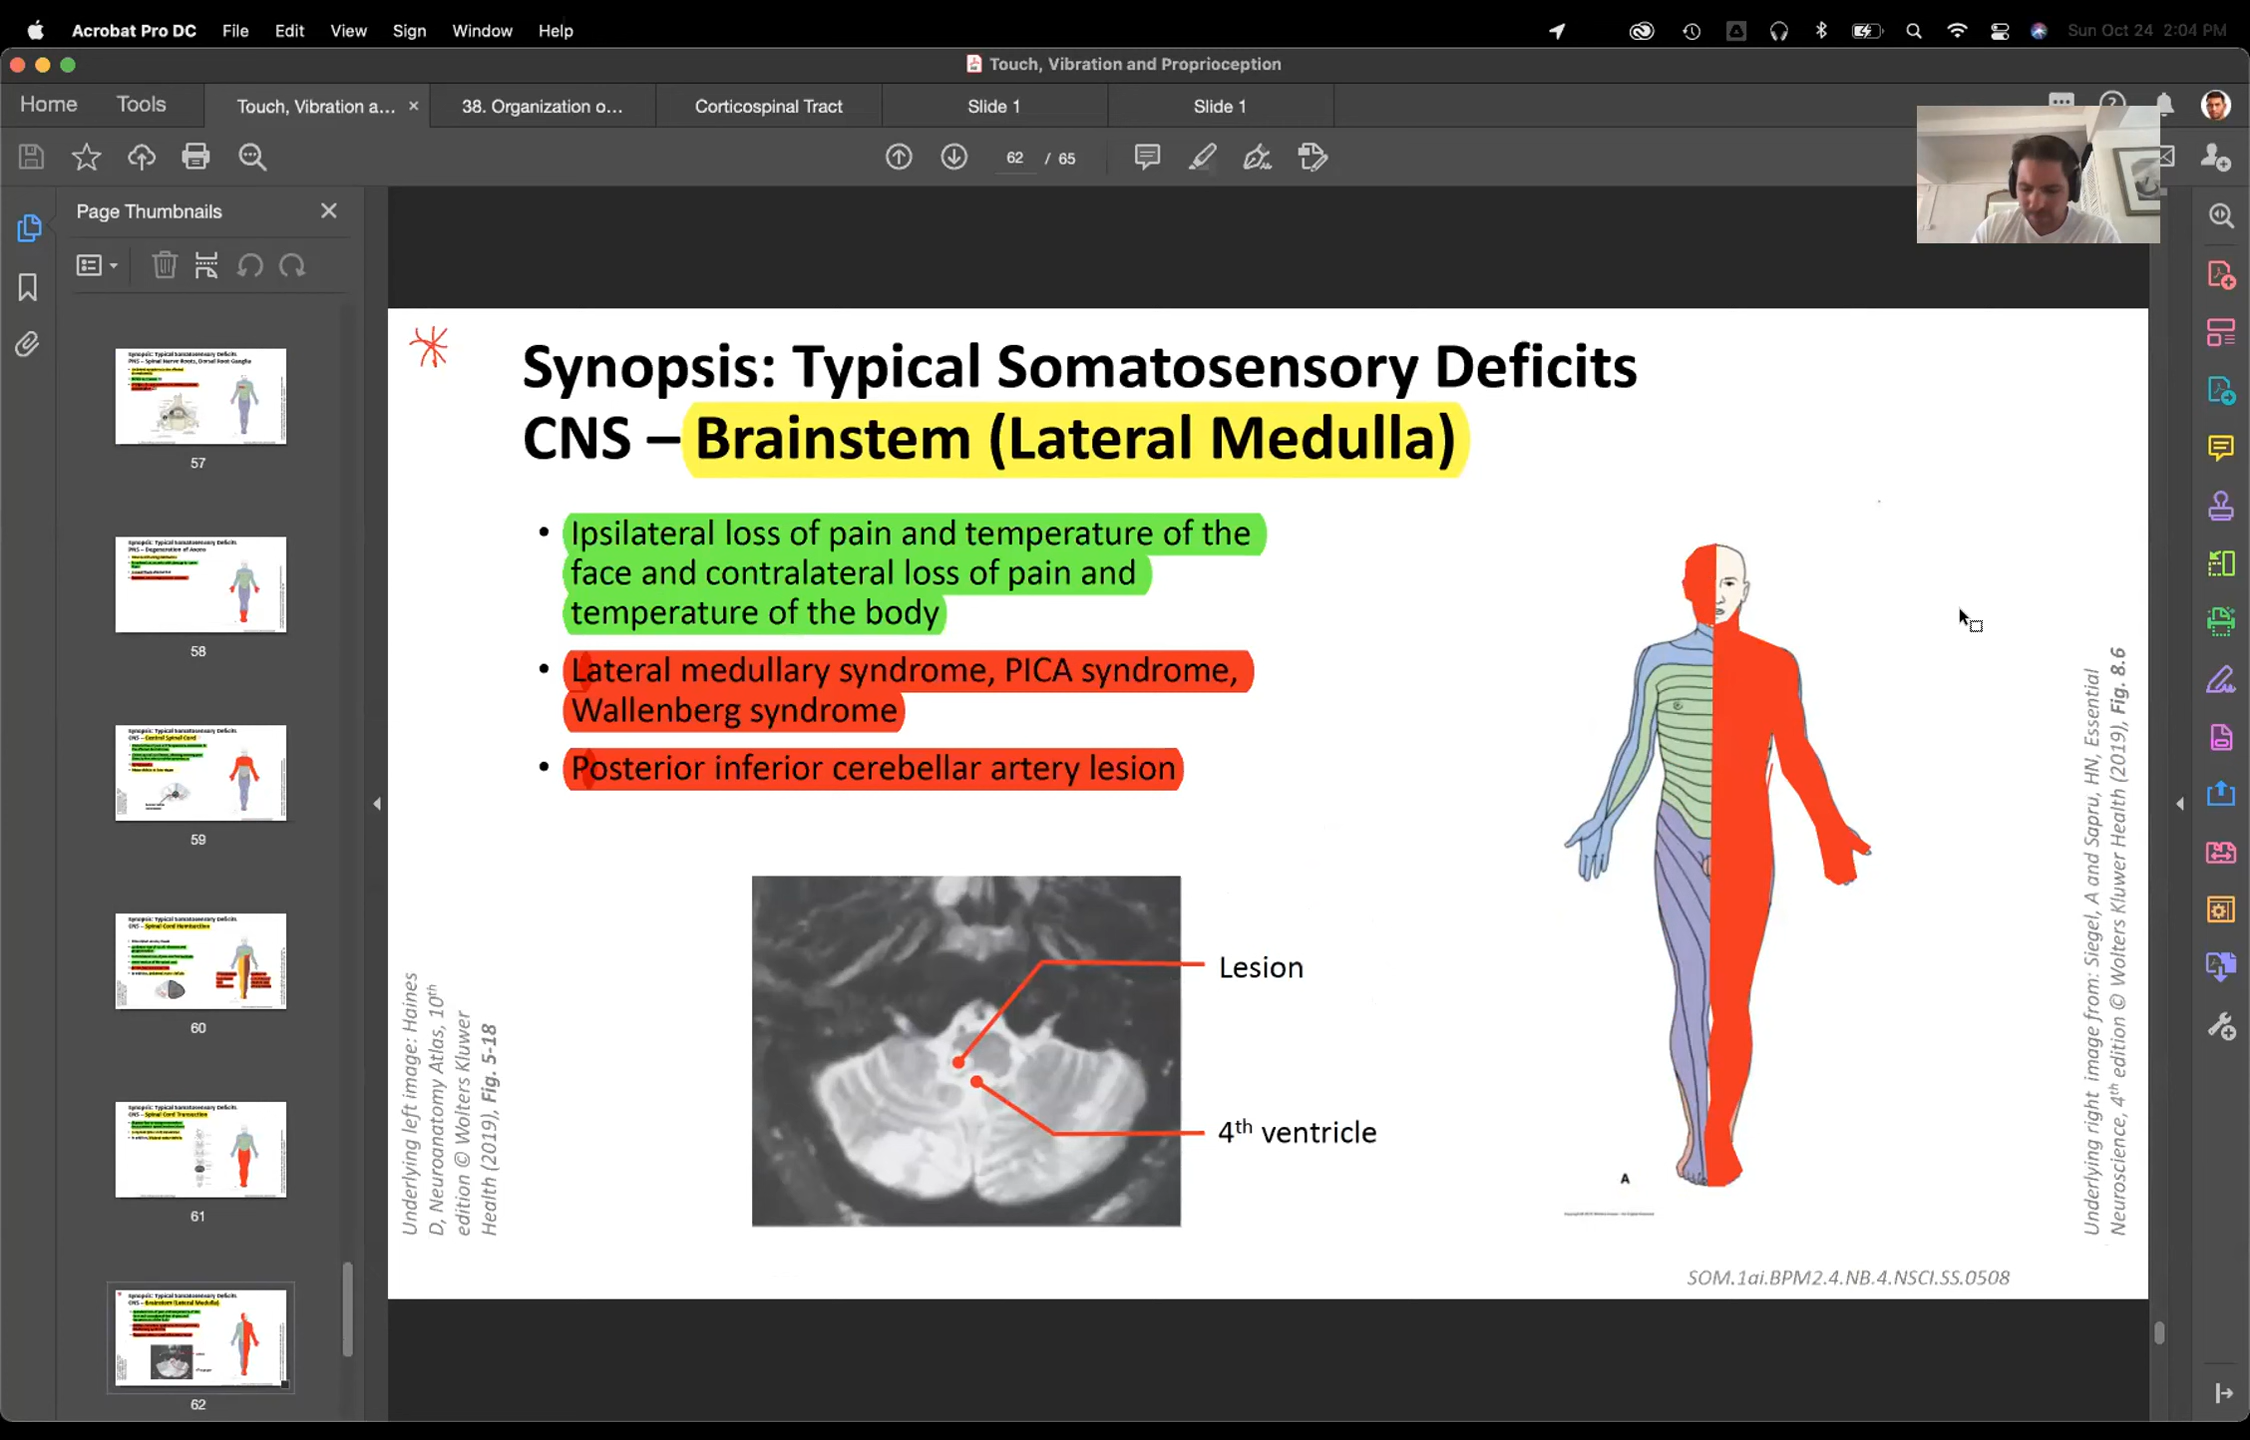 Acrobat Pro DC File Edit View Sign Window Help Sun Oct 24 2:04 PM
Touch, Vibration and Proprioception
Home Tools Touch, Vibration a... × 38. Organization o... Corticospinal Tract Slide 1 Slide 1
62 / 65
Page Thumbnails
57
58
59
60
61
62
Synopsis: Typical Somatosensory Deficits
CNS – Brainstem (Lateral Medulla)
• Ipsilateral loss of pain and temperature of the
face and contralateral loss of pain and
temperature of the body
• Lateral medullary syndrome, PICA syndrome,
Wallenberg syndrome
• Posterior inferior cerebellar artery lesion
Lesion
4th ventricle
A
Underlying left image: Haines
D, Neuroanatomy Atlas, 10th
edition © Wolters Kluwer
Health (2019), Fig. 5-18
Underlying right image from: Siegel, A and Sapru, HN, Essential
Neuroscience, 4th edition © Wolters Kluwer Health (2019), Fig. 8.6
SOM.1ai.BPM2.4.NB.4.NSCI.SS.0508